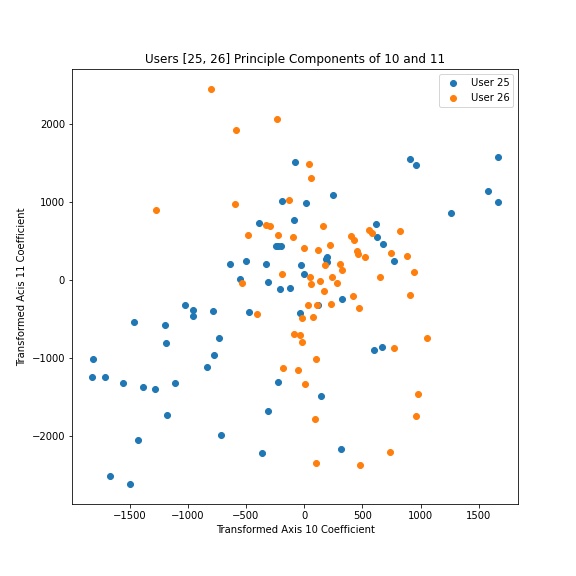 Users [25, 26] Principle Components of 10 and 11
User 25
User 26
Transformed Acis 11 Coefficient
2000
1000
0
−1000
−2000
−1500
−1000
−500
0
500
1000
1500
Transformed Axis 10 Coefficient